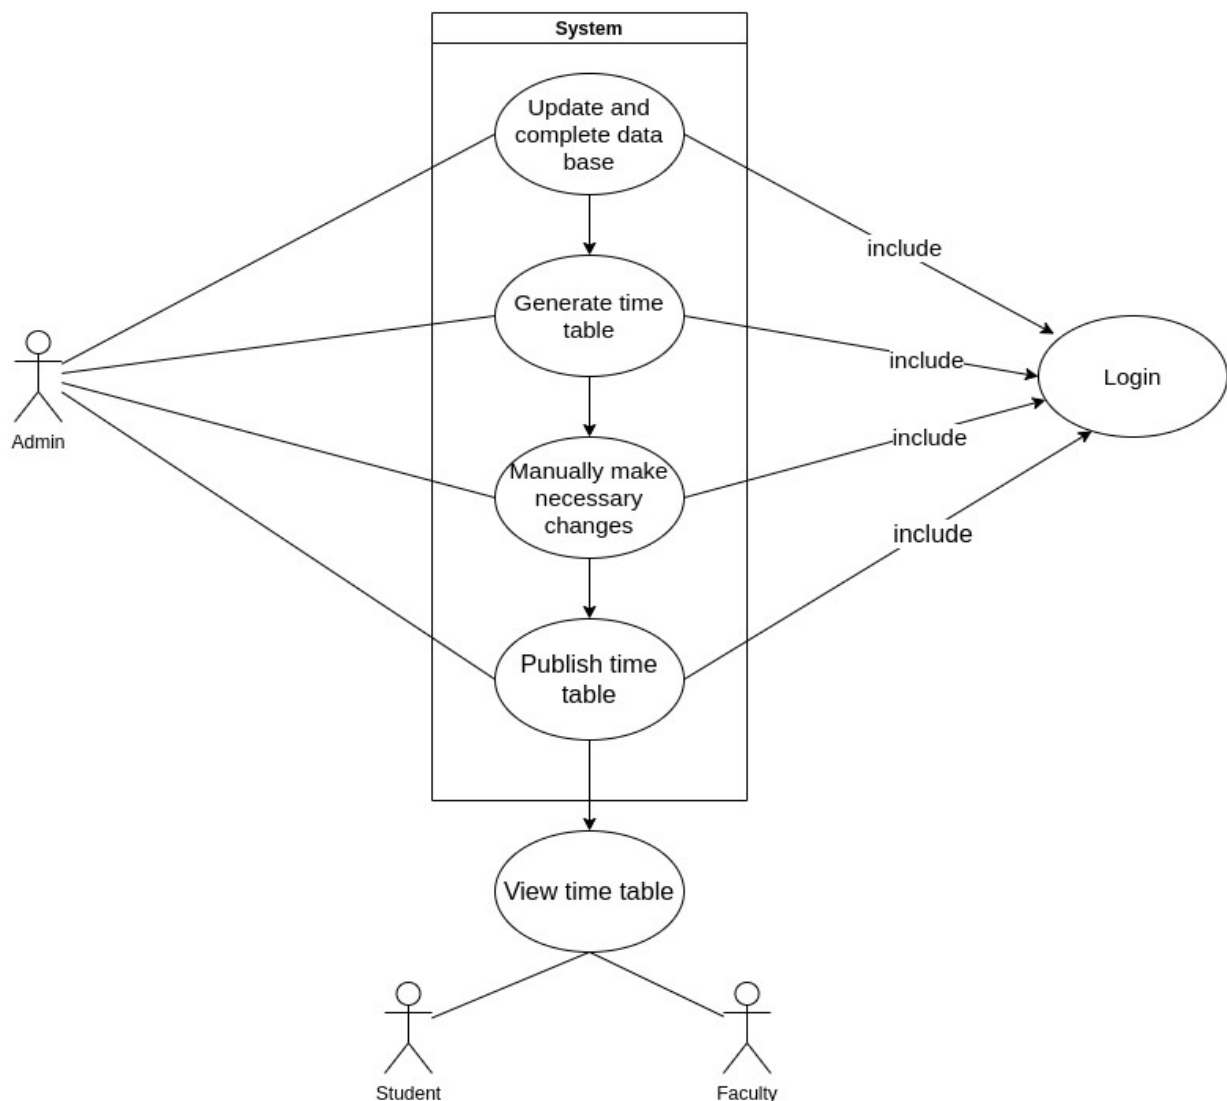 System
Update and
complete data
base
include
Generate time
table
include
Login
Admin
include
Manually make
necessary
changes
include
Publish time
table
View time table
Student
Faculty